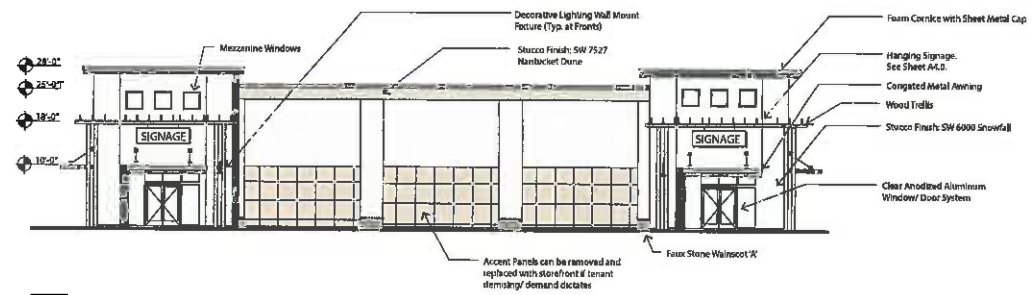 Decorative Lighting Wall Mount
Fixture (Typ. at Fronts)
Foam Cornice with Sheet Metal Cap
Mezzanine Windows
Stucco Finish: SW 7527
Nantucket Dune
Hanging Signage.
See Sheet A4.0.
28'-0"
25'-0"T
Congated Metal Awning
Wood Trellis
18'-0"
Stucco Finish: SW 6000 Snowfall
SIGNAGE
SIGNAGE
10'-0"
Clear Anodized Aluminum
Window/ Door System
Faux Stone Wainscot 'A'
Accent Panels can be removed and
replaced with storefront if tenant
demising/ demand dictates